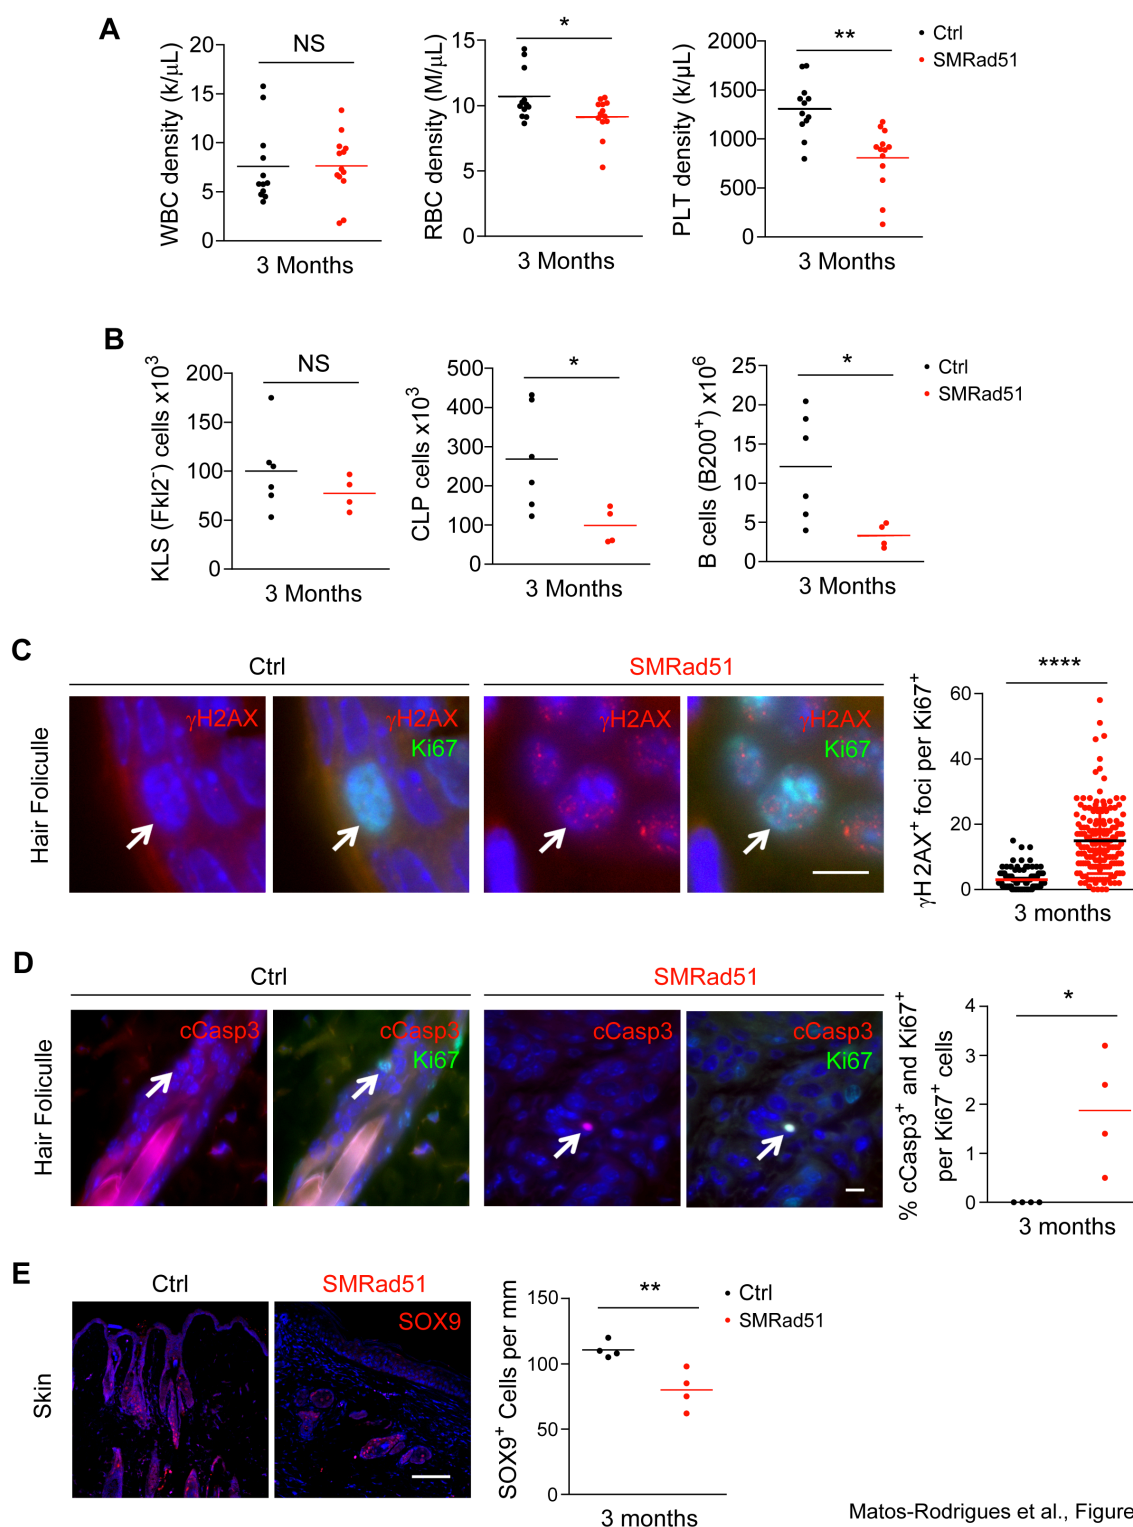 A
WBC density (k/μL)
20
15
10
5
0
NS
3 Months
RBC density (M/μL)
15
10
5
0
*
3 Months
PLT density (k/μL)
2000
1500
1000
500
0
**
3 Months
Ctrl
SMRad51
B
KLS (Fkl2-) cells x10³
200
150
100
50
0
NS
3 Months
CLP cells x10³
500
400
300
200
100
0
*
3 Months
B cells (B200⁺) x10⁶
25
20
15
10
5
0
*
3 Months
Ctrl
SMRad51
C
Ctrl
SMRad51
Hair Folicule
γH2AX
γH2AX
Ki67
γH2AX
γH2AX
Ki67
γH2AX⁺ foci per Ki67⁺
60
40
20
0
****
3 months
D
Ctrl
SMRad51
Hair Folicule
cCasp3
cCasp3
Ki67
cCasp3
cCasp3
Ki67
% cCasp3⁺ and Ki67⁺
per Ki67⁺ cells
4
3
2
1
0
*
3 months
E
Ctrl
SMRad51
Skin
SOX9
SOX9⁺ Cells per mm
150
100
50
0
**
3 months
Ctrl
SMRad51
Matos-Rodrigues et al., Figure